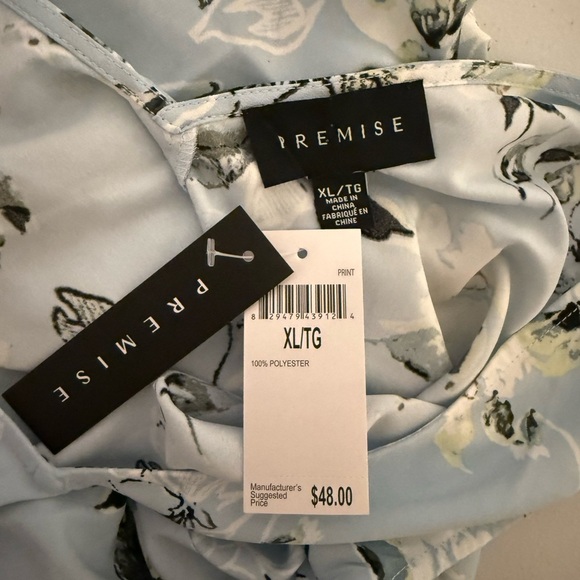 PREMISE
XL/TG
MADE IN
CHINA
FABRIQUÉ EN
CHINE
PREMISE
PRINT
8 29479 43912 4
XL/TG
100% POLYESTER
Manufacturer's
Suggested
Price
$48.00